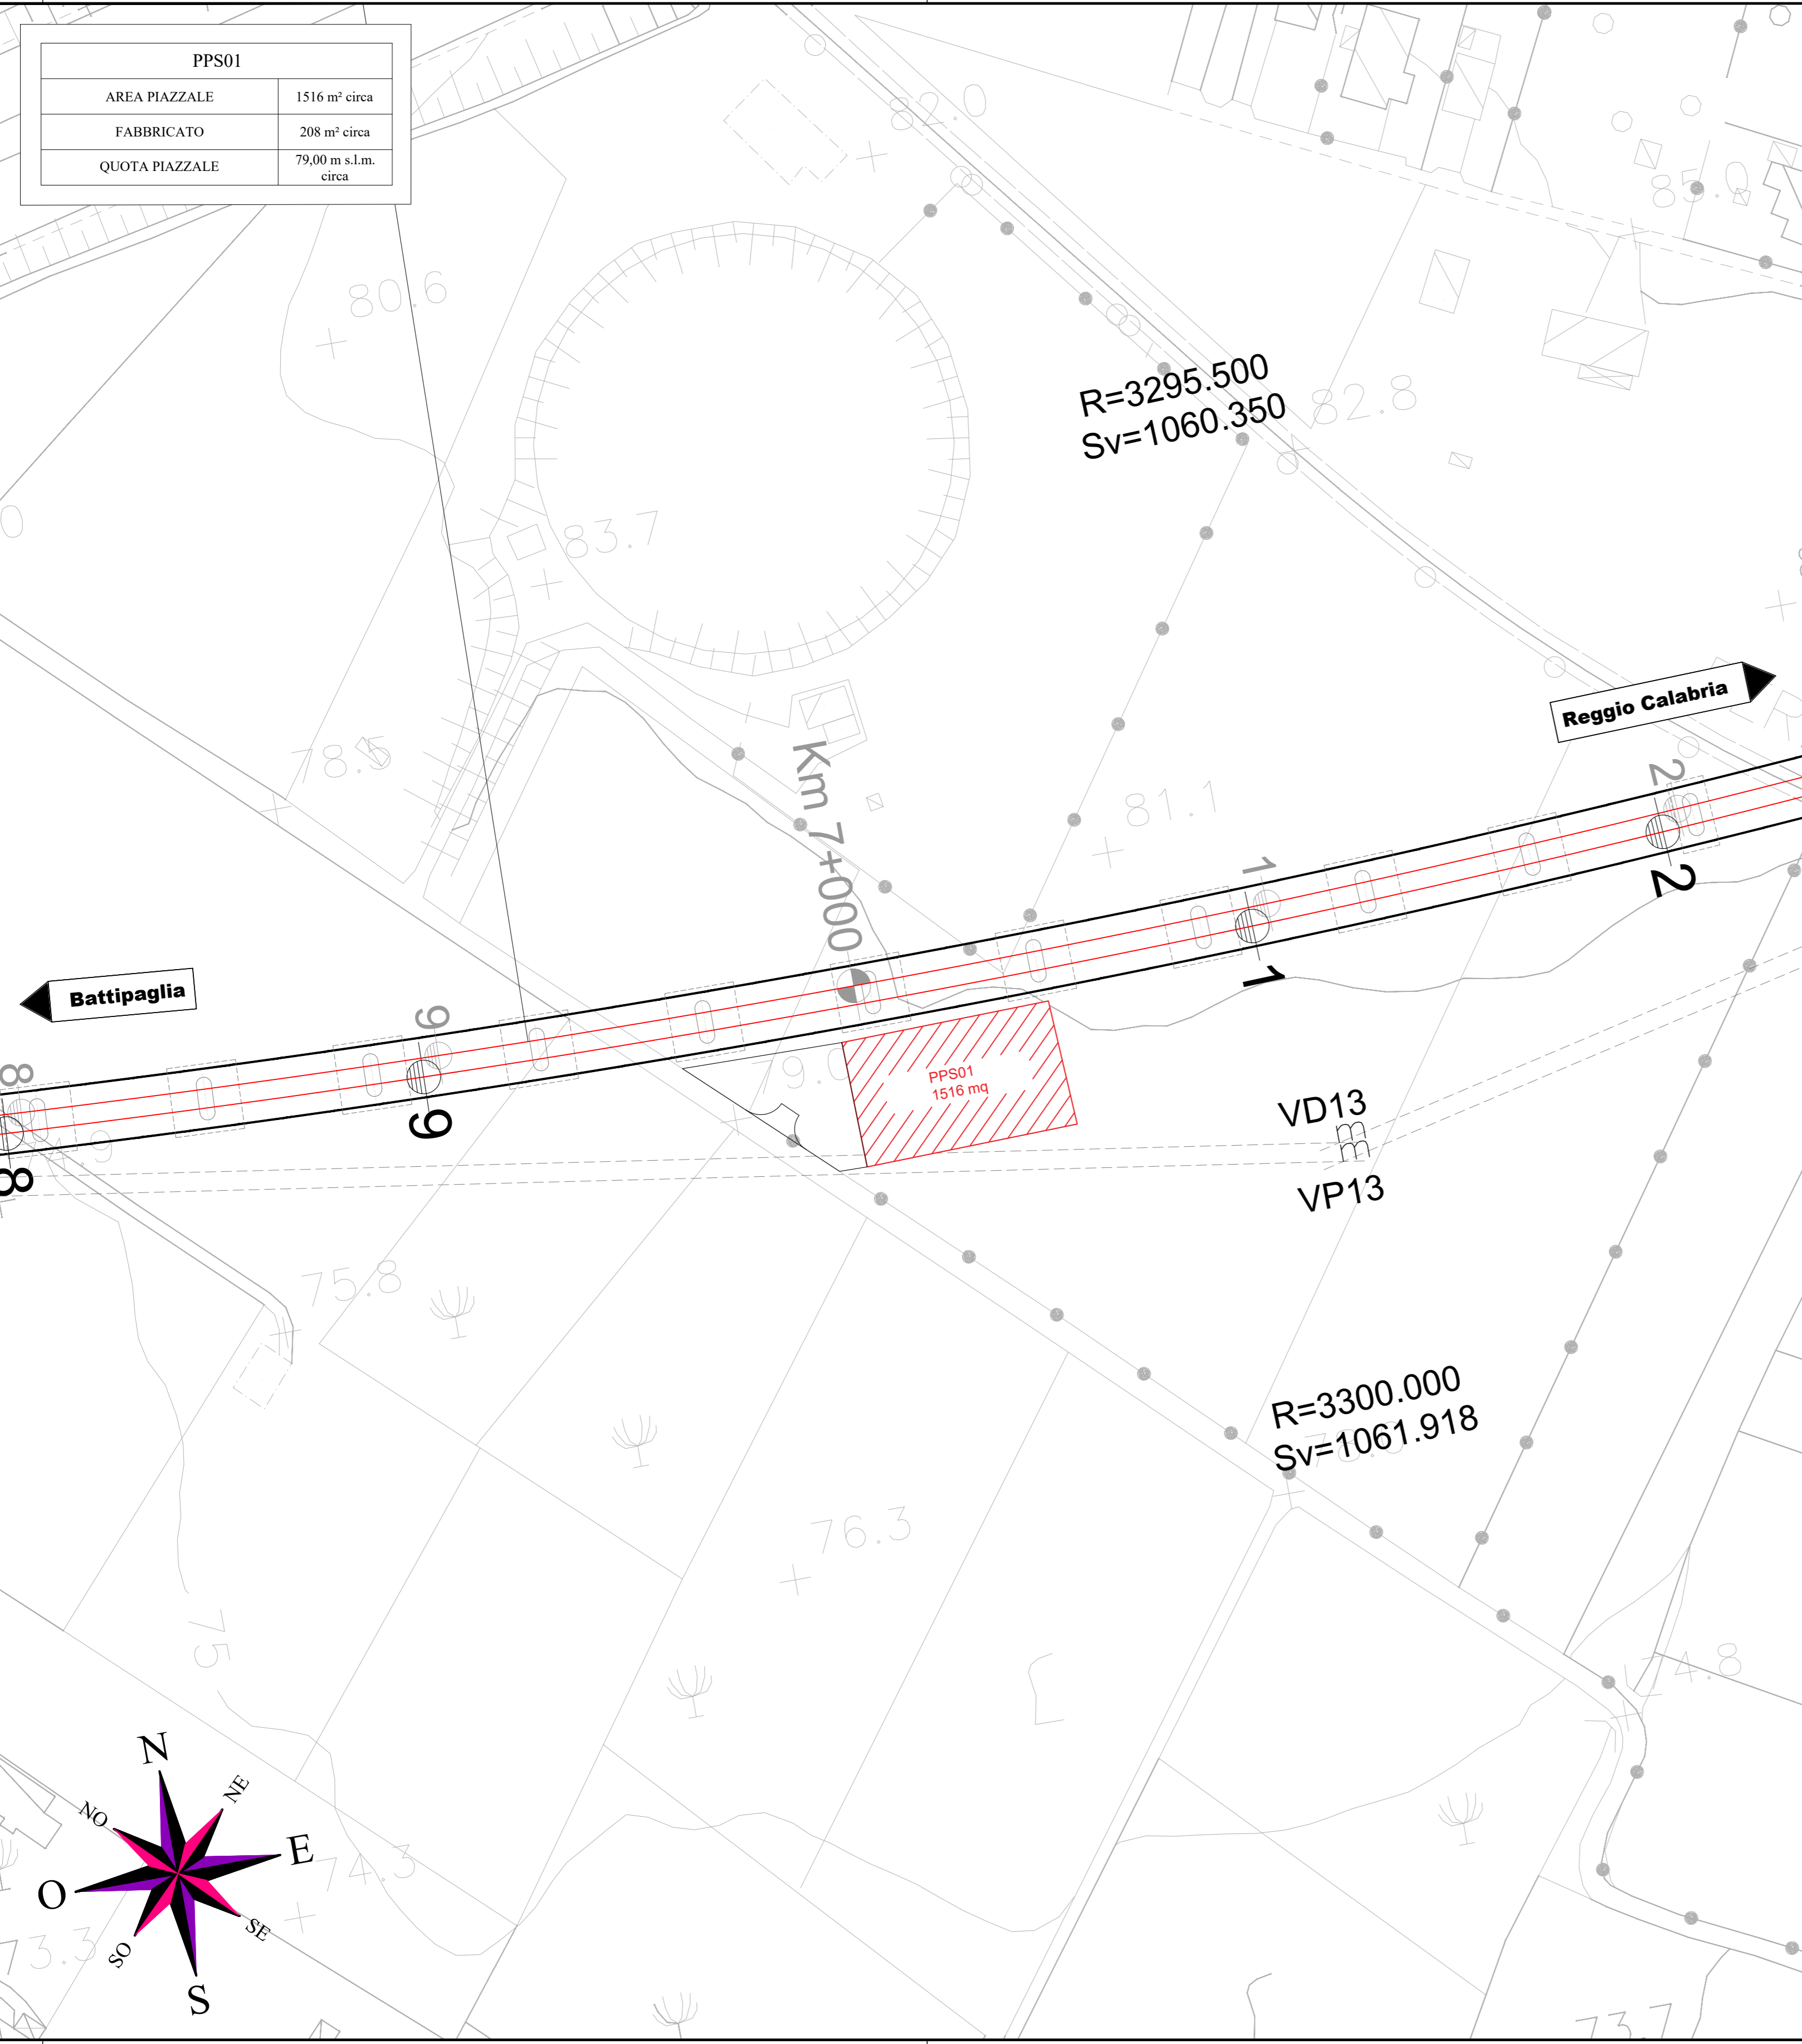 PPS01
AREA PIAZZALE 1516 m² circa
FABBRICATO 208 m² circa
QUOTA PIAZZALE 79,00 m s.l.m. circa
82.0
85.0
80.6
R=3295.500
Sv=1060.350
82.8
83.7
Reggio Calabria
78.5
Km 7+000
81.1
2
1
2
1
Battipaglia
9
9
8
8
9.0
PPS01
1516 mq
VD13
VP13
75.8
R=3300.000
Sv=1061.918
76.3
75
4.8
N
NE
NO
E
O
74.3
SE
SO
S
73.3
73.7